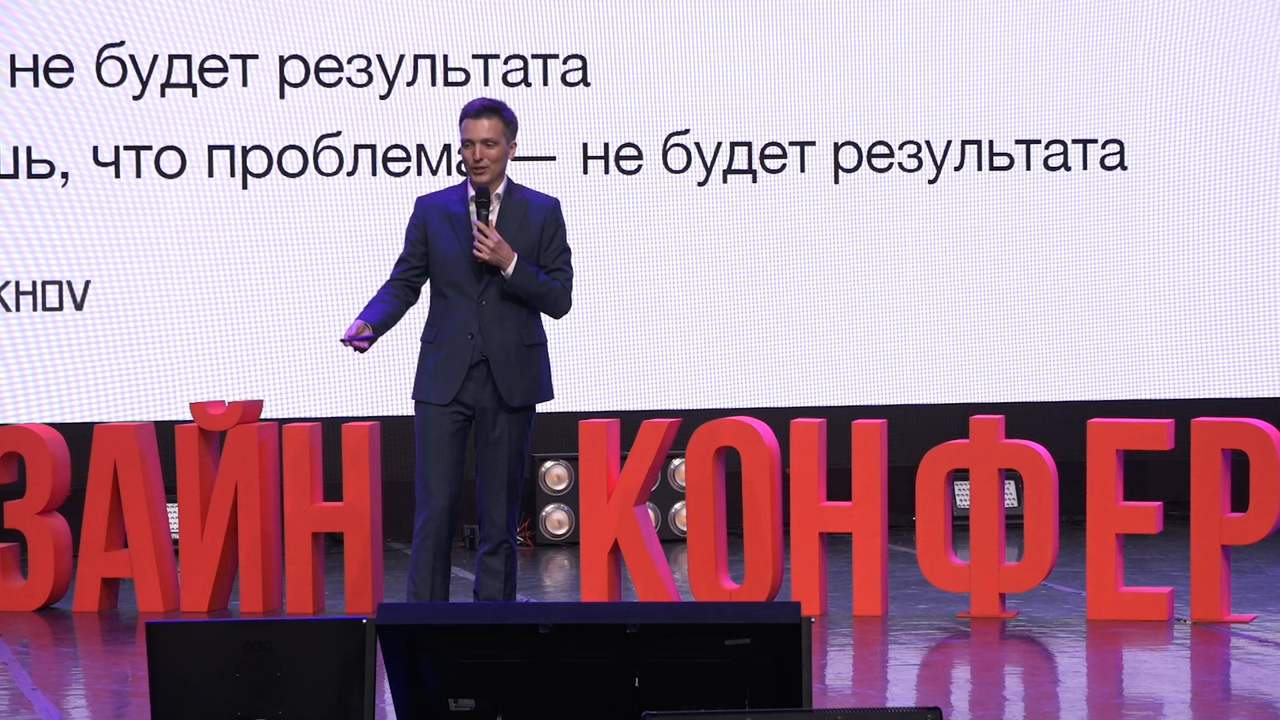 не будет результата
шь, что проблема — не будет результата
KHOV
ЗАЙН КОНФЕР